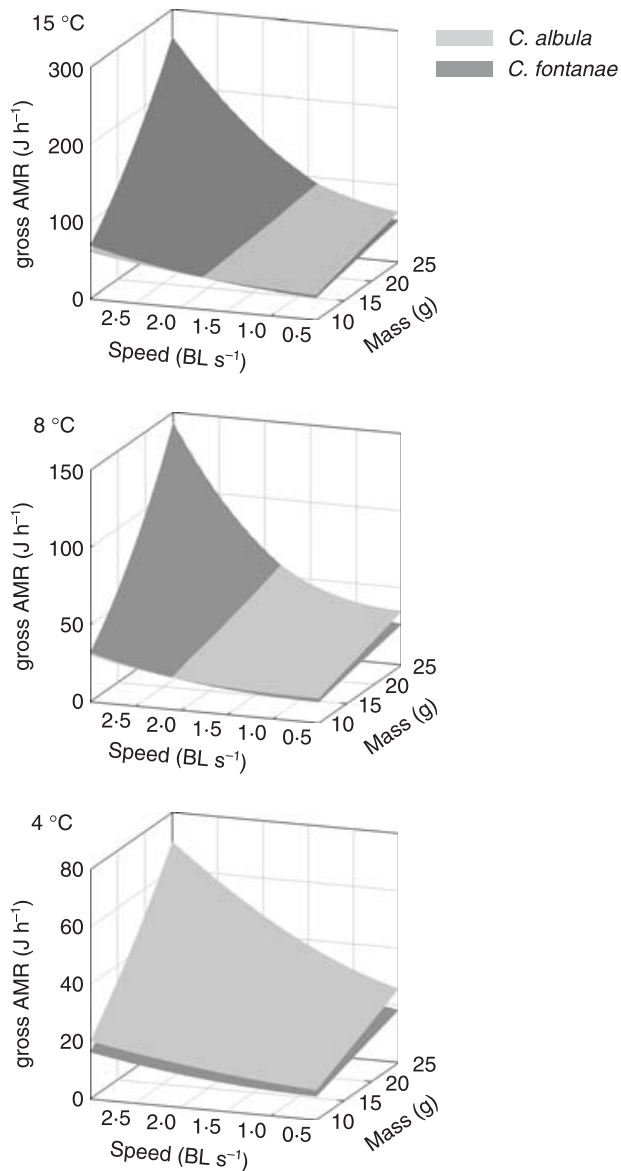 15 °C
C. albula
C. fontanae
300
200
100
0
gross AMR (J h⁻¹)
2·5 2·0 1·5 1·0 0·5
Speed (BL s⁻¹)
10 15 20 25
Mass (g)
8 °C
150
100
50
0
gross AMR (J h⁻¹)
2·5 2·0 1·5 1·0 0·5
Speed (BL s⁻¹)
10 15 20 25
Mass (g)
4 °C
80
60
40
20
0
gross AMR (J h⁻¹)
2·5 2·0 1·5 1·0 0·5
Speed (BL s⁻¹)
10 15 20 25
Mass (g)